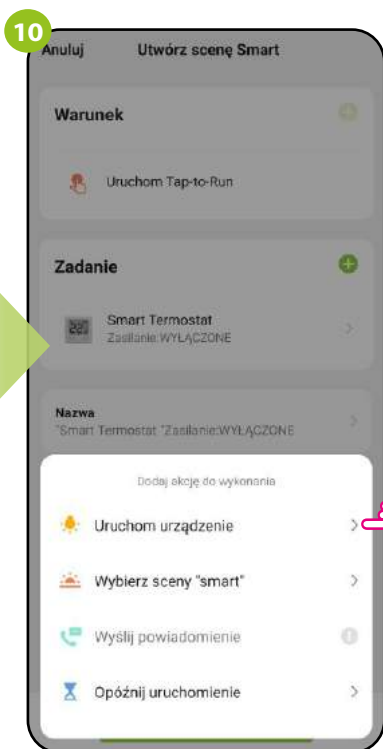 10
Anuluj Utwórz scenę Smart
Warunek
Uruchom Tap-to-Run
Zadanie
Smart Termostat
Zasilanie:WYŁĄCZONE
Nazwa
"Smart Termostat "Zasilanie:WYŁĄCZONE
Dodaj akcję do wykonania
Uruchom urządzenie
Wybierz sceny "smart"
Wyślij powiadomienie
Opóźnij uruchomienie